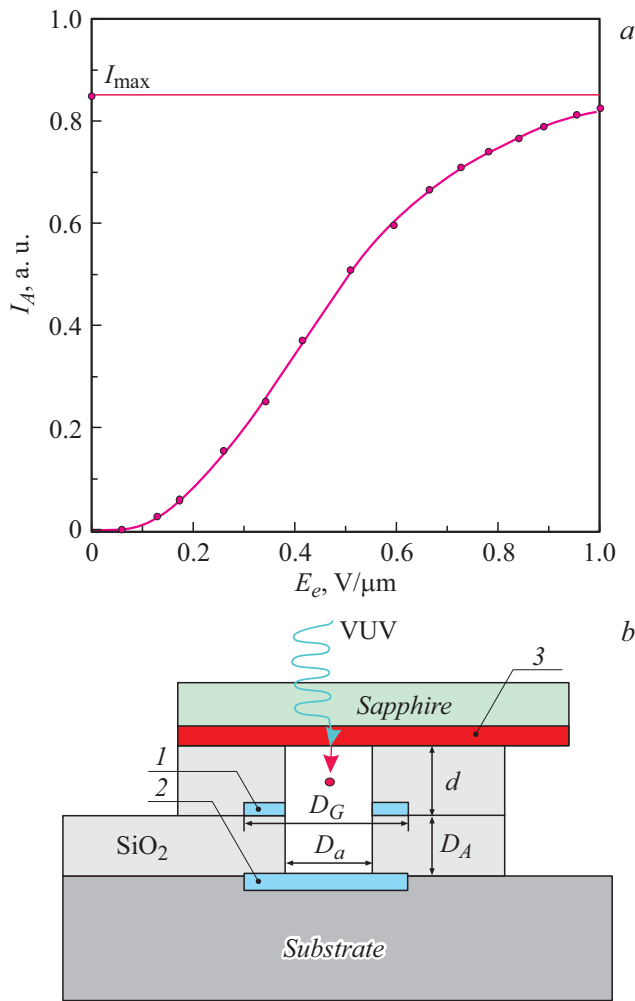 a
1.0
I_max
0.8
0.6
I_A, a. u.
0.4
0.2
0
0 0.2 0.4 0.6 0.8 1.0
E_e, V/μm
b
VUV
3
Sapphire
1
2
d
D_G
SiO₂
D_a
D_A
Substrate